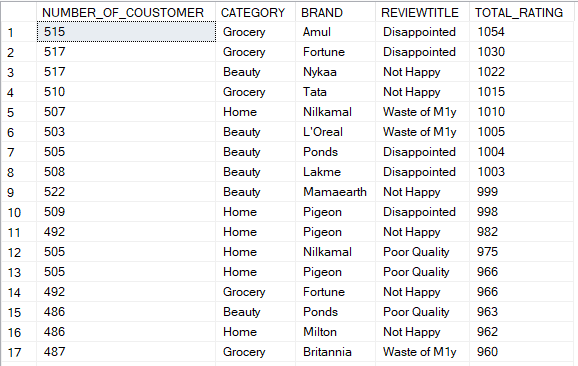 NUMBER_OF_COUSTOMER CATEGORY BRAND REVIEWTITLE TOTAL_RATING
1 515 Grocery Amul Disappointed 1054
2 517 Grocery Fortune Disappointed 1030
3 517 Beauty Nykaa Not Happy 1022
4 510 Grocery Tata Not Happy 1015
5 507 Home Nilkamal Waste of M1y 1010
6 503 Beauty L'Oreal Waste of M1y 1005
7 505 Beauty Ponds Disappointed 1004
8 508 Beauty Lakme Disappointed 1003
9 522 Beauty Mamaearth Not Happy 999
10 509 Home Pigeon Disappointed 998
11 492 Home Pigeon Not Happy 982
12 505 Home Nilkamal Poor Quality 975
13 505 Home Pigeon Poor Quality 966
14 492 Grocery Fortune Not Happy 966
15 486 Beauty Ponds Poor Quality 963
16 486 Home Milton Not Happy 962
17 487 Grocery Britannia Waste of M1y 960